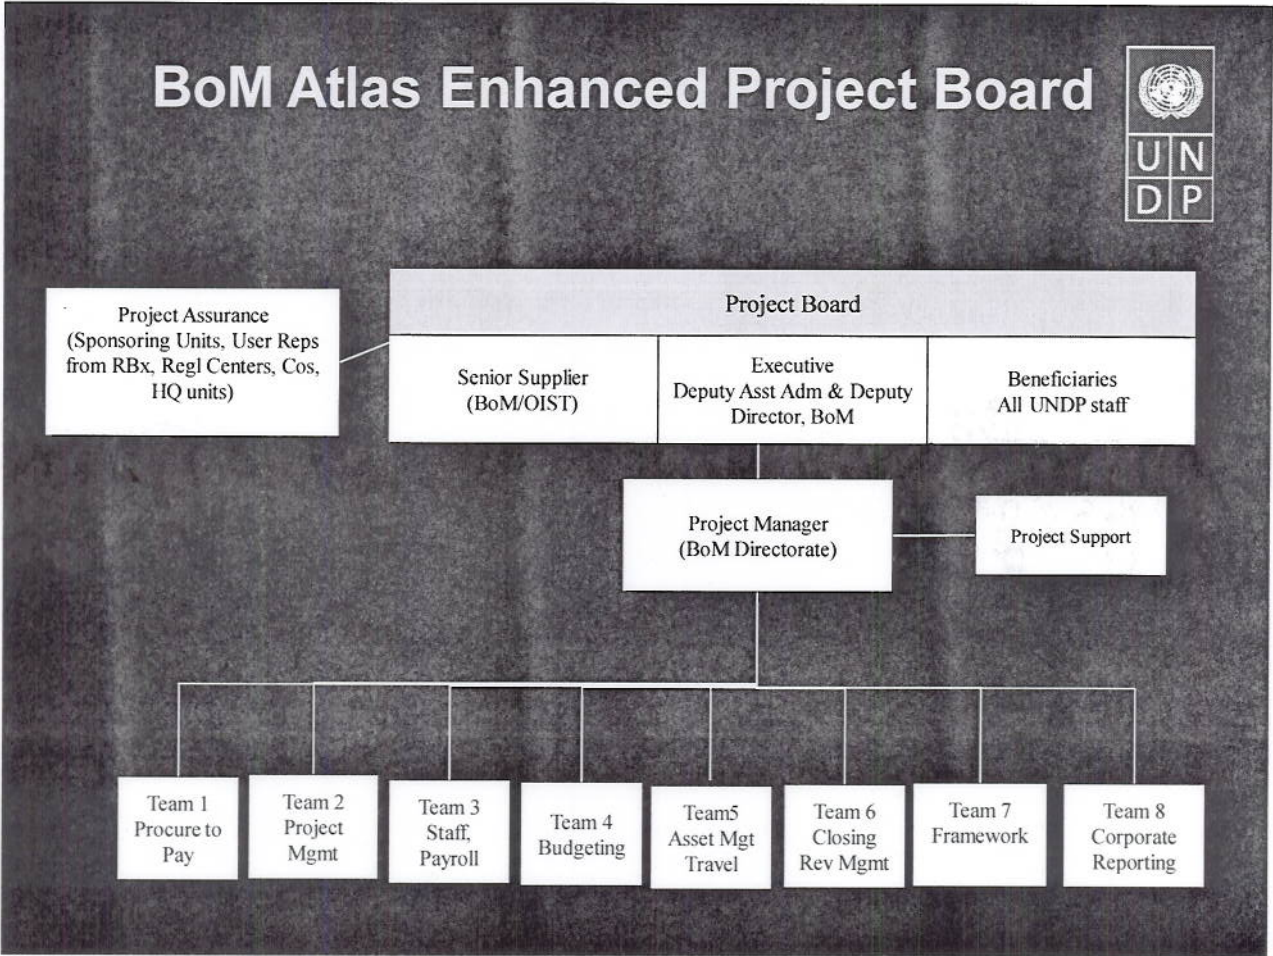 BoM Atlas Enhanced Project Board
U N
D P
Project Assurance
(Sponsoring Units, User Reps
from RBx, Regl Centers, Cos,
HQ units)
Project Board
Senior Supplier
(BoM/OIST)
Executive
Deputy Asst Adm & Deputy
Director, BoM
Beneficiaries
All UNDP staff
Project Manager
(BoM Directorate)
Project Support
Team 1
Procure to
Pay
Team 2
Project
Mgmt
Team 3
Staff,
Payroll
Team 4
Budgeting
Team5
Asset Mgt
Travel
Team 6
Closing
Rev Mgmt
Team 7
Framework
Team 8
Corporate
Reporting